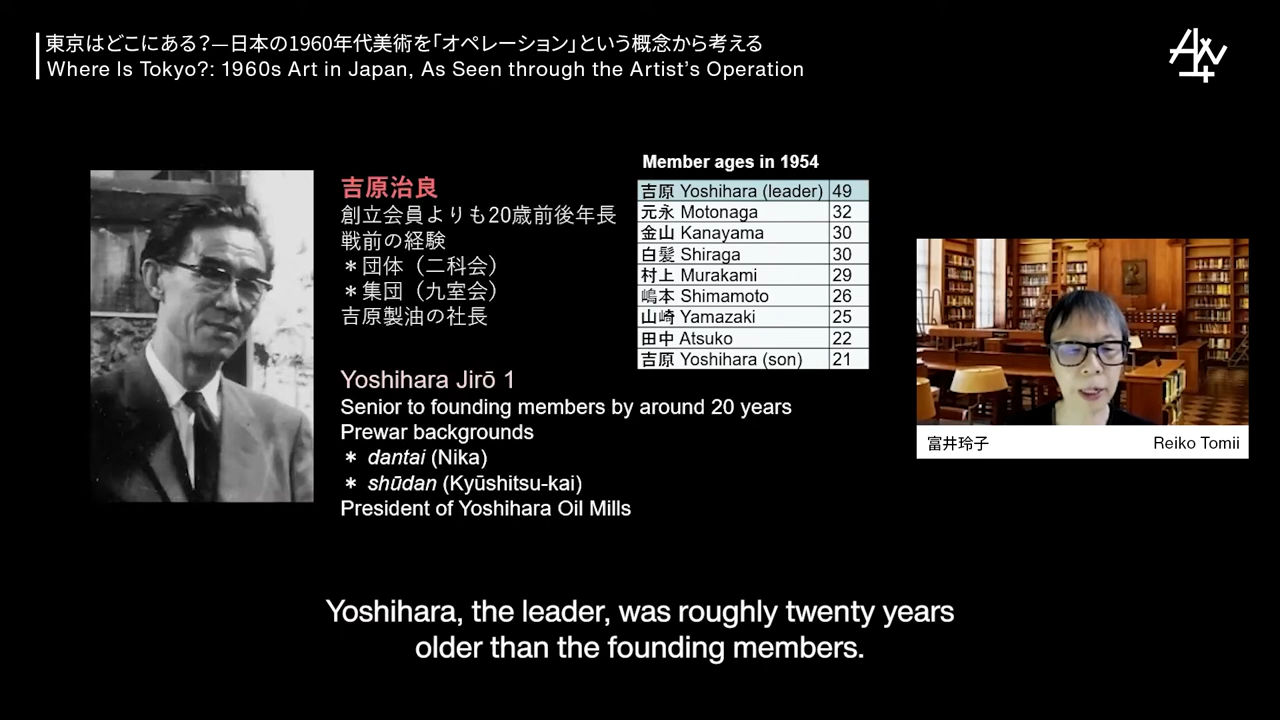 東京はどこにある？―日本の1960年代美術を「オペレーション」という概念から考える
Where Is Tokyo?: 1960s Art in Japan, As Seen through the Artist's Operation
吉原治良
創立会員よりも20歳前後年長
戦前の経験
＊団体（二科会）
＊集団（九室会）
吉原製油の社長
Yoshihara Jirō 1
Senior to founding members by around 20 years
Prewar backgrounds
* dantai (Nika)
* shūdan (Kyūshitsu-kai)
President of Yoshihara Oil Mills
Member ages in 1954
吉原 Yoshihara (leader) 49
元永 Motonaga 32
金山 Kanayama 30
白髪 Shiraga 30
村上 Murakami 29
嶋本 Shimamoto 26
山崎 Yamazaki 25
田中 Atsuko 22
吉原 Yoshihara (son) 21
富井玲子 Reiko Tomii
Yoshihara, the leader, was roughly twenty years
older than the founding members.